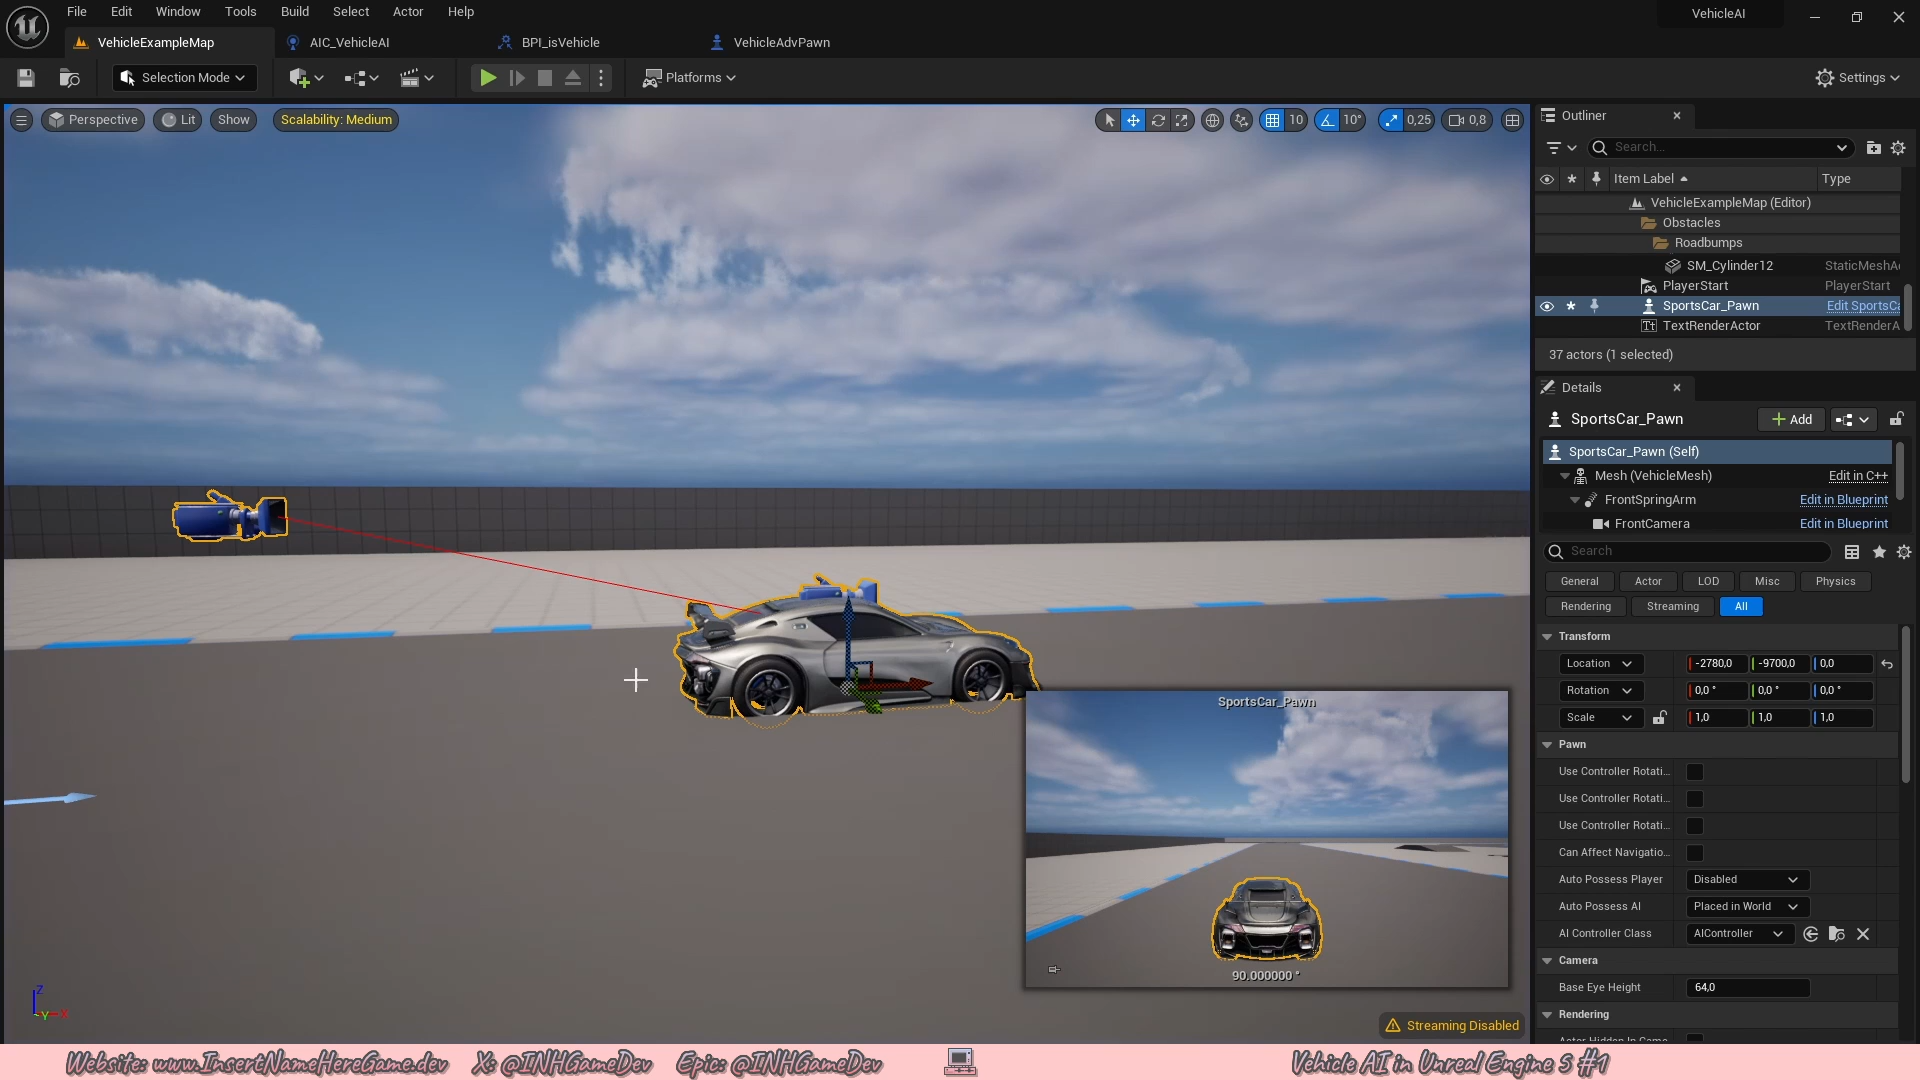 File Edit Window Tools Build Select Actor Help
VehicleAI
VehicleExampleMap AIC_VehicleAI BPI_isVehicle VehicleAdvPawn
Selection Mode Platforms Settings
Perspective Lit Show Scalability: Medium 10 10° 0,25 0,8
Outliner
Search...
Item Label Type
VehicleExampleMap (Editor)
Obstacles
Roadbumps
SM_Cylinder12 StaticMeshA
PlayerStart PlayerStart
SportsCar_Pawn Edit SportsCa
TextRenderActor TextRenderA
37 actors (1 selected)
Details
SportsCar_Pawn Add
SportsCar_Pawn (Self)
Mesh (VehicleMesh) Edit in C++
FrontSpringArm Edit in Blueprint
FrontCamera Edit in Blueprint
Search
General Actor LOD Misc Physics
Rendering Streaming All
Transform
Location -2780,0 -9700,0 0,0
Rotation 0,0 ° 0,0 ° 0,0 °
Scale 1,0 1,0 1,0
Pawn
Use Controller Rotati...
Use Controller Rotati...
Use Controller Rotati...
Can Affect Navigatio...
Auto Possess Player Disabled
Auto Possess AI Placed in World
AI Controller Class AIController
Camera
Base Eye Height 64,0
Rendering
SportsCar_Pawn
90.000000 °
Z
Y X
Streaming Disabled
Website: www.InsertNameHereGame.dev X: @INHGameDev Epic: @INHGameDev Vehicle AI in Unreal Engine 5 #1